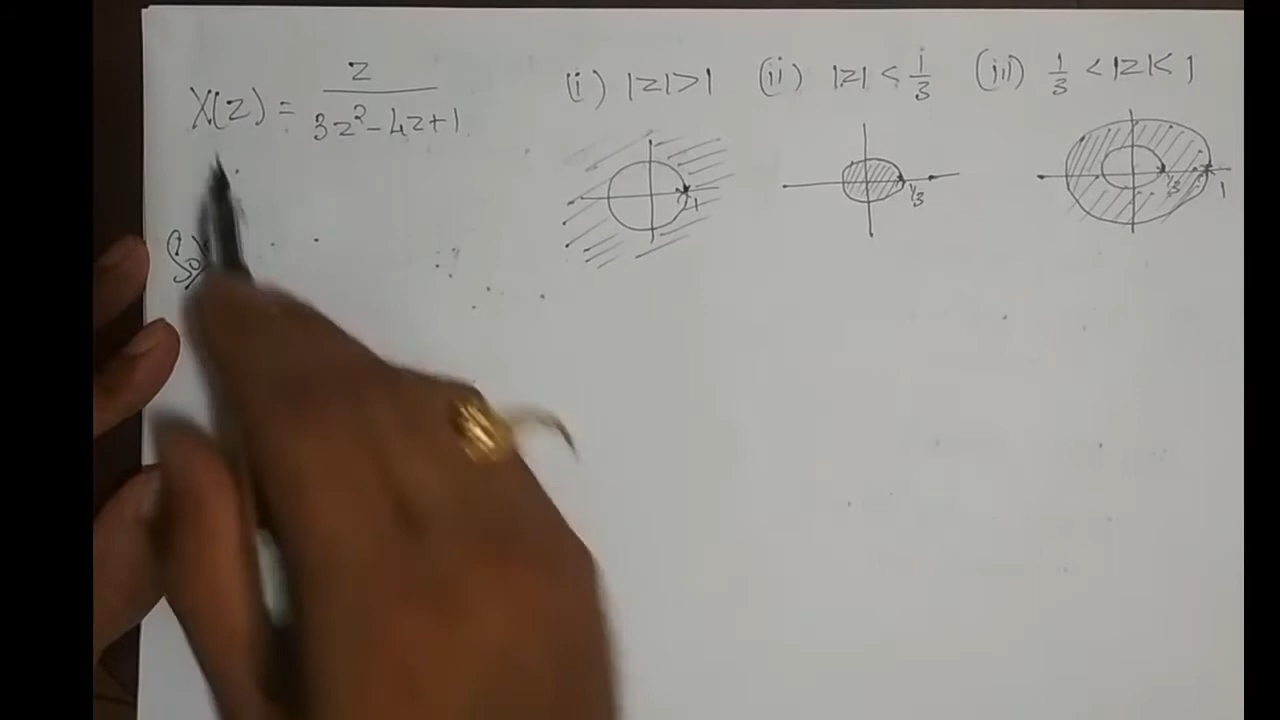 X(z) = z / 3z² - 4z + 1
(i) |z| > 1
(ii) |z| < 1/3
(iii) 1/3 < |z| < 1
1
1/3
1/3
1